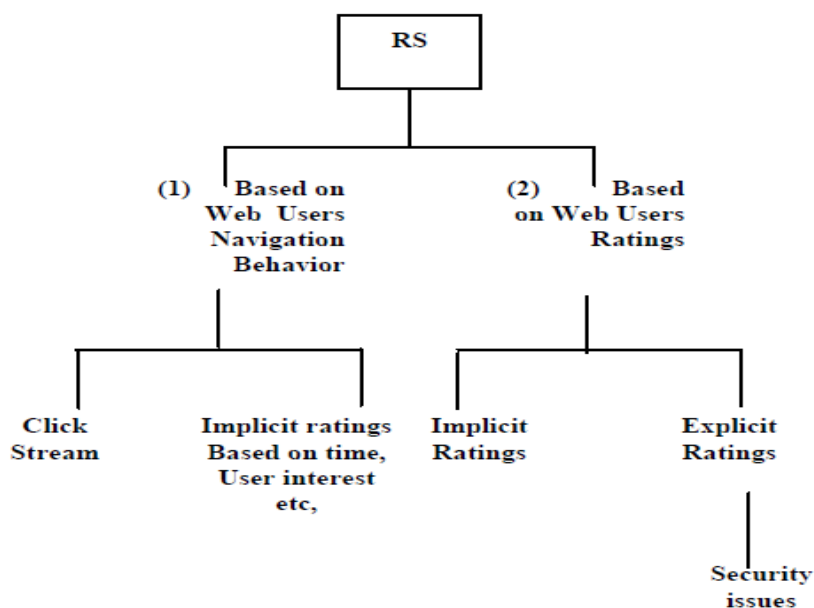 RS
(1) Based on
Web Users
Navigation
Behavior
(2) Based
on Web Users
Ratings
Click
Stream
Implicit ratings
Based on time,
User interest
etc,
Implicit
Ratings
Explicit
Ratings
Security
issues